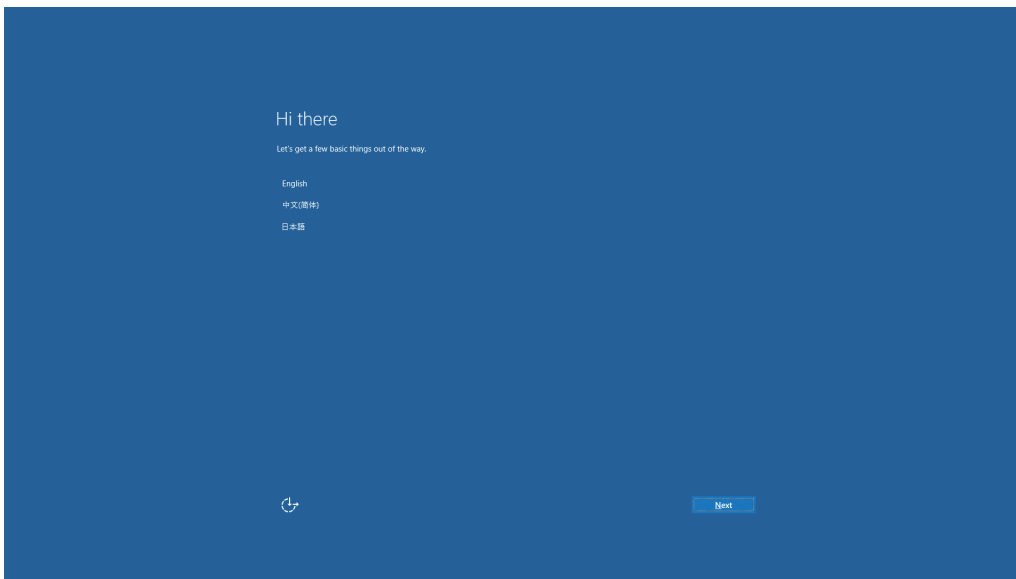 Hi there
Let's get a few basic things out of the way.
English
中文(简体)
日本語
Next